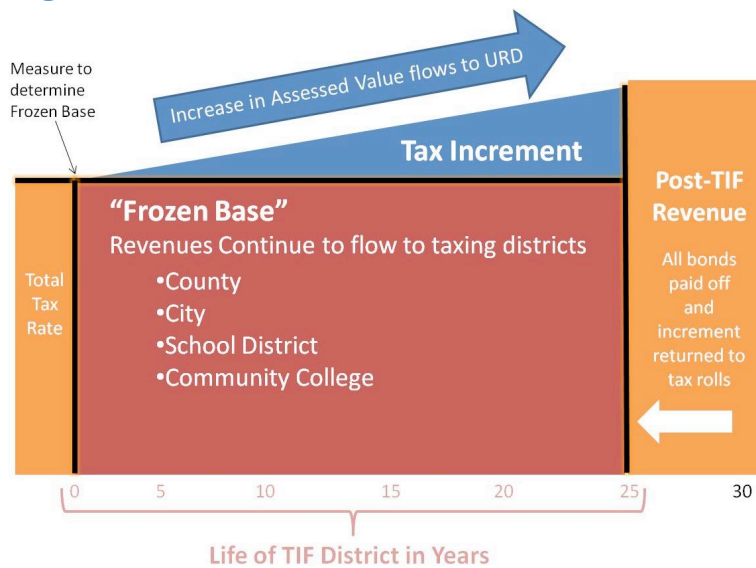 Measure to
determine
Frozen Base
Increase in Assessed Value flows to URD
Tax Increment
Post-TIF
Revenue
"Frozen Base"
Revenues Continue to flow to taxing districts
•County
•City
•School District
•Community College
Total
Tax
Rate
All bonds
paid off
and
increment
returned to
tax rolls
0 5 10 15 20 25 30
Life of TIF District in Years